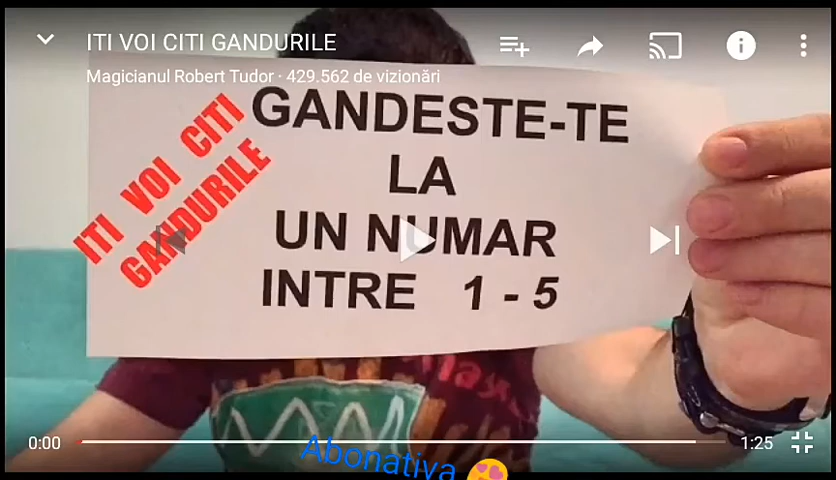 ITI VOI CITI GANDURILE
Magicianul Robert Tudor · 429.562 de vizionări
ITI VOI CITI
GANDURILE
GANDESTE-TE
LA
UN NUMAR
INTRE 1 - 5
0:00
1:25
Abonativa 😍